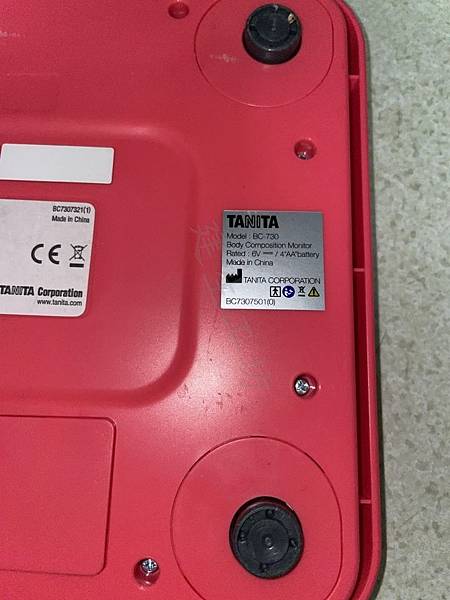 BC7307321(1)
Made in China
CE
TANITA Corporation
www.tanita.com
TANITA
Model : BC-730
Body Composition Monitor
Rated : 6V ⎓ / 4"AA"battery
Made in China
TANITA CORPORATION
BC7307501(0)